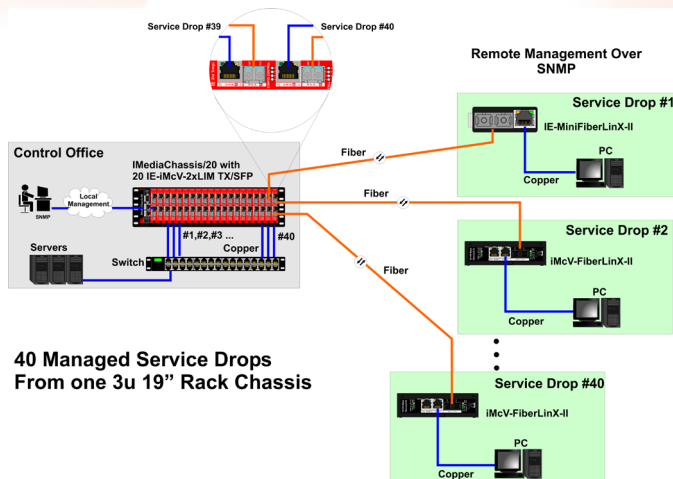 Service Drop #39
Service Drop #40
Remote Management Over
SNMP
Service Drop #1
IE-MiniFiberLinX-II
PC
Copper
Fiber
Control Office
IMediaChassis/20 with
20 IE-iMcV-2xLIM TX/SFP
Local
Management
SNMP
Fiber
#1,#2,#3 ...
#40
Copper
Servers
Switch
Service Drop #2
iMcV-FiberLinX-II
PC
Copper
Fiber
40 Managed Service Drops
From one 3u 19” Rack Chassis
Service Drop #40
iMcV-FiberLinX-II
PC
Copper